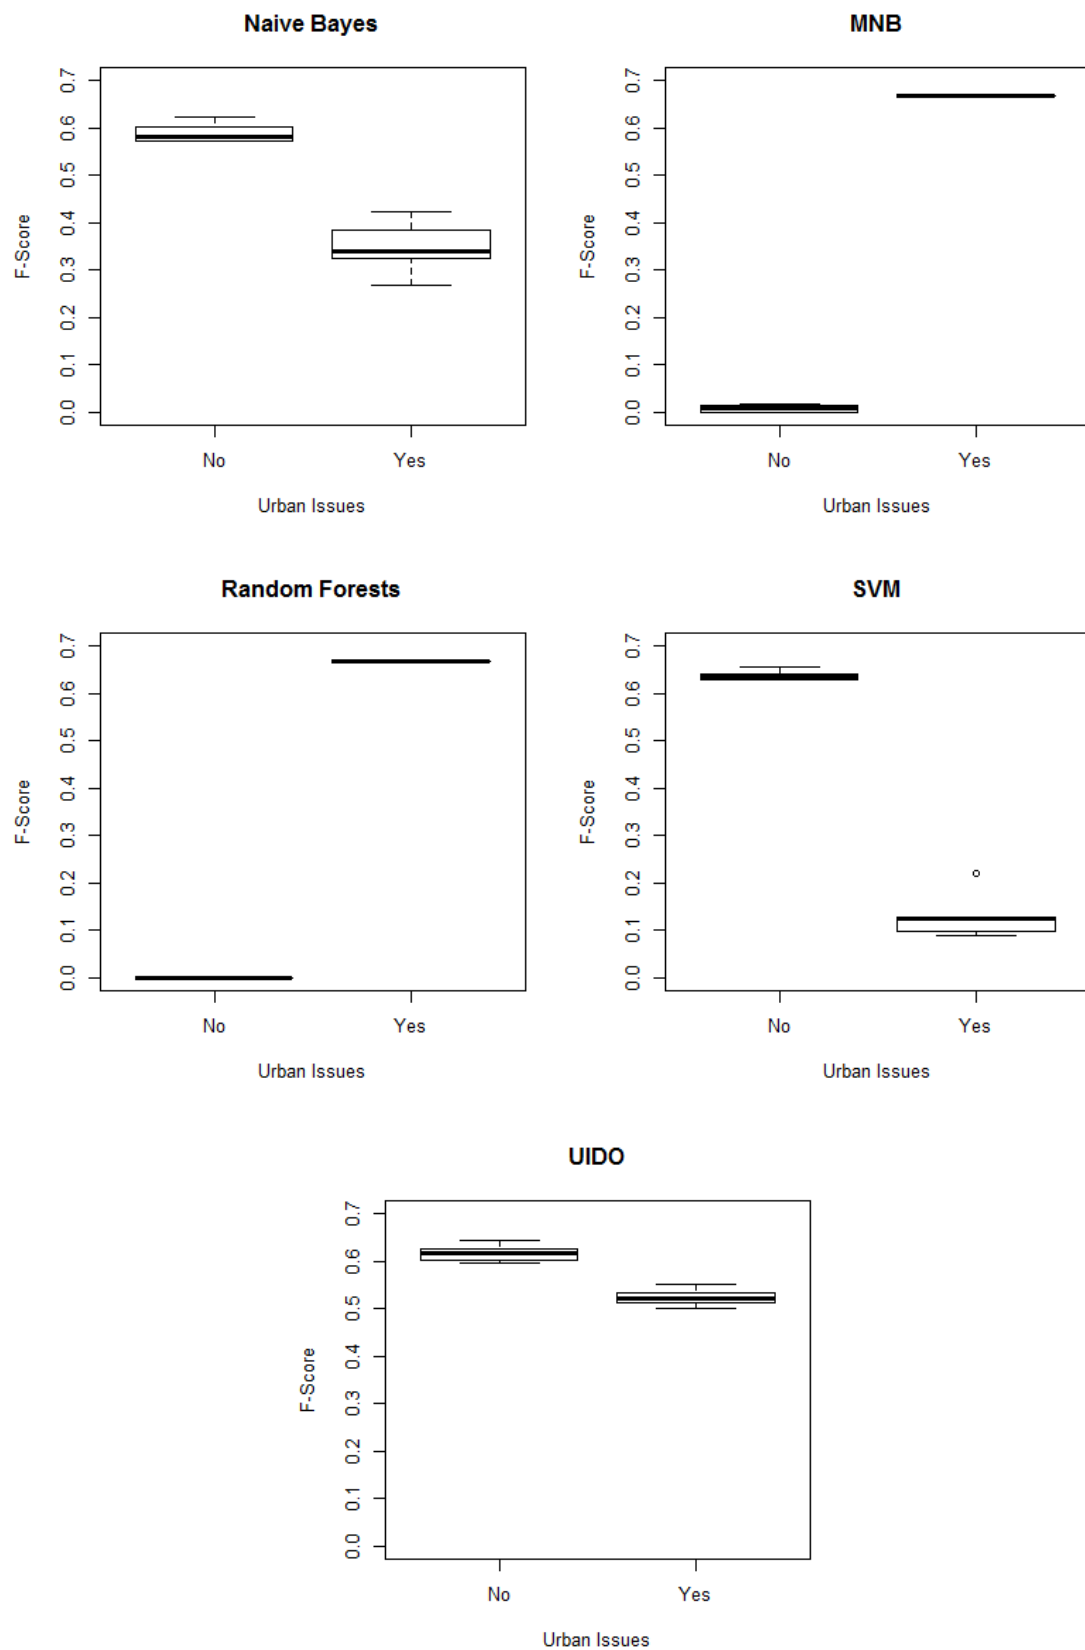 Naive Bayes
F-Score
0.7
0.6
0.5
0.4
0.3
0.2
0.1
0.0
No Yes
Urban Issues
MNB
F-Score
0.7
0.6
0.5
0.4
0.3
0.2
0.1
0.0
No Yes
Urban Issues
Random Forests
F-Score
0.7
0.6
0.5
0.4
0.3
0.2
0.1
0.0
No Yes
Urban Issues
SVM
F-Score
0.7
0.6
0.5
0.4
0.3
0.2
0.1
0.0
No Yes
Urban Issues
UIDO
F-Score
0.7
0.6
0.5
0.4
0.3
0.2
0.1
0.0
No Yes
Urban Issues